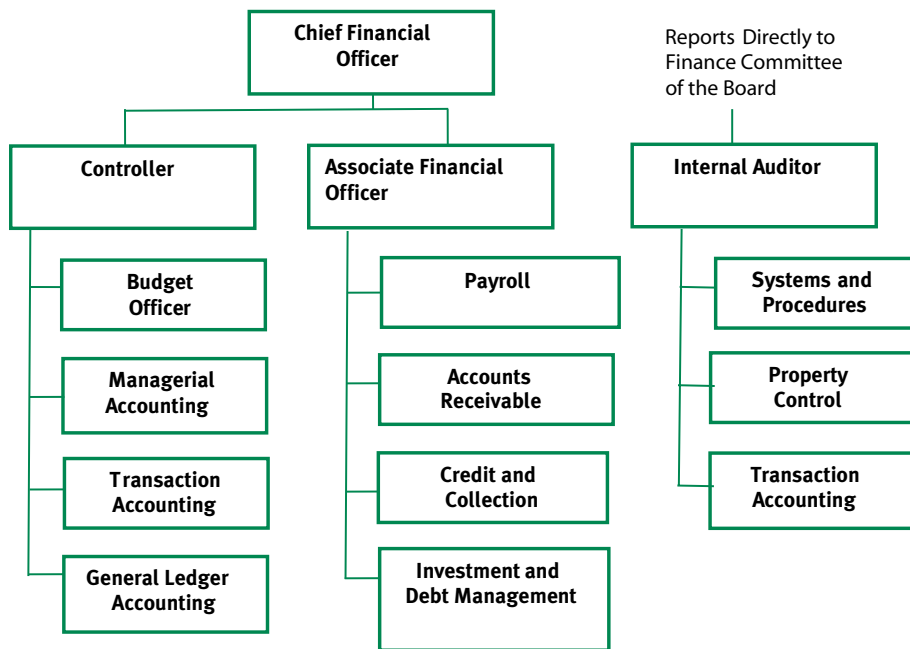 Chief Financial
Officer
Reports Directly to
Finance Committee
of the Board
Controller
Associate Financial
Officer
Internal Auditor
Budget
Officer
Managerial
Accounting
Transaction
Accounting
General Ledger
Accounting
Payroll
Accounts
Receivable
Credit and
Collection
Investment and
Debt Management
Systems and
Procedures
Property
Control
Transaction
Accounting